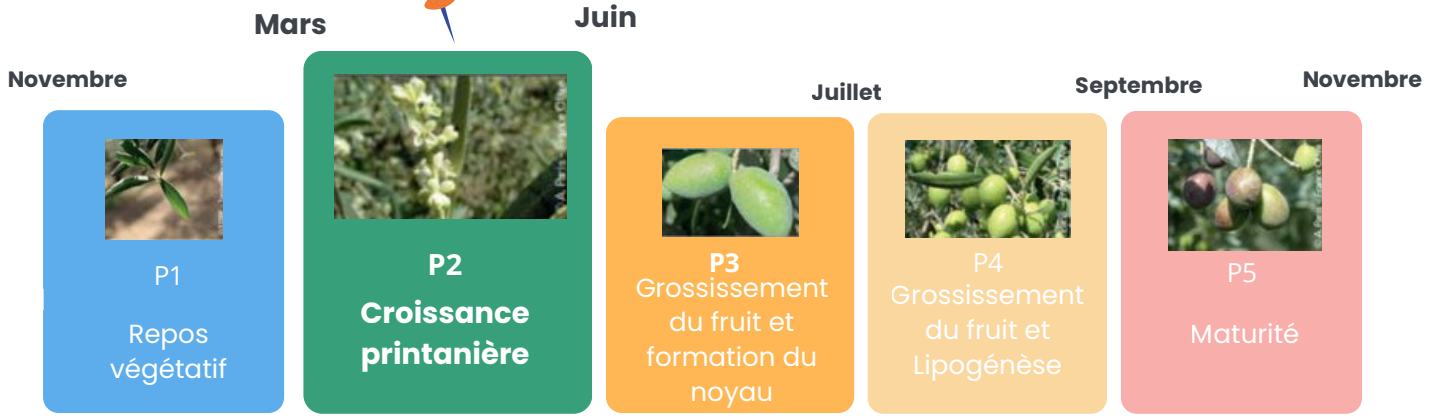 Novembre
Mars
Juin
Juillet
Septembre
Novembre
P1
Repos
végétatif
P2
Croissance
printanière
P3
Grossissement
du fruit et
formation du
noyau
P4
Grossissement
du fruit et
Lipogénèse
P5
Maturité